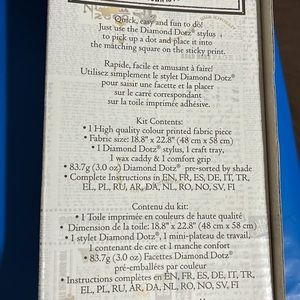 Quick, easy and fun to do!
Just use the Diamond Dotz® stylus
to pick up a dot and place it into
the matching square on the sticky print.
Rapide, facile et amusant à faire!
Utilisez simplement le stylet Diamond Dotz®
pour saisir une facette et la placer
sur le carré correspondant
sur la toile imprimée adhésive.
Kit Contents:
• 1 High quality colour printed fabric piece
• Fabric size: 18.8" x 22.8" (48 cm x 58 cm)
• 1 Diamond Dotz® stylus, 1 craft tray,
1 wax caddy & 1 comfort grip
• 83.7g (3.0 oz) Diamond Dotz® pre-sorted by shade
• Complete Instructions in EN, FR, ES, DE, IT, TR,
EL, PL, RU, AR, DA, NL, RO, NO, SV, FI
Contenu du kit:
• 1 Toile imprimée en couleurs de haute qualité
• Dimension de la toile: 18.8" x 22.8" (48 cm x 58 cm)
• 1 stylet Diamond Dotz®, 1 mini-plateau de travail,
1 contenant de cire et 1 manche confort
• 83.7g (3.0 oz) Facettes Diamond Dotz®
pré-emballées par couleur
• Instructions complètes en EN, FR, ES, DE, IT, TR,
EL, PL, RU, AR, DA, NL, RO, NO, SV, FI